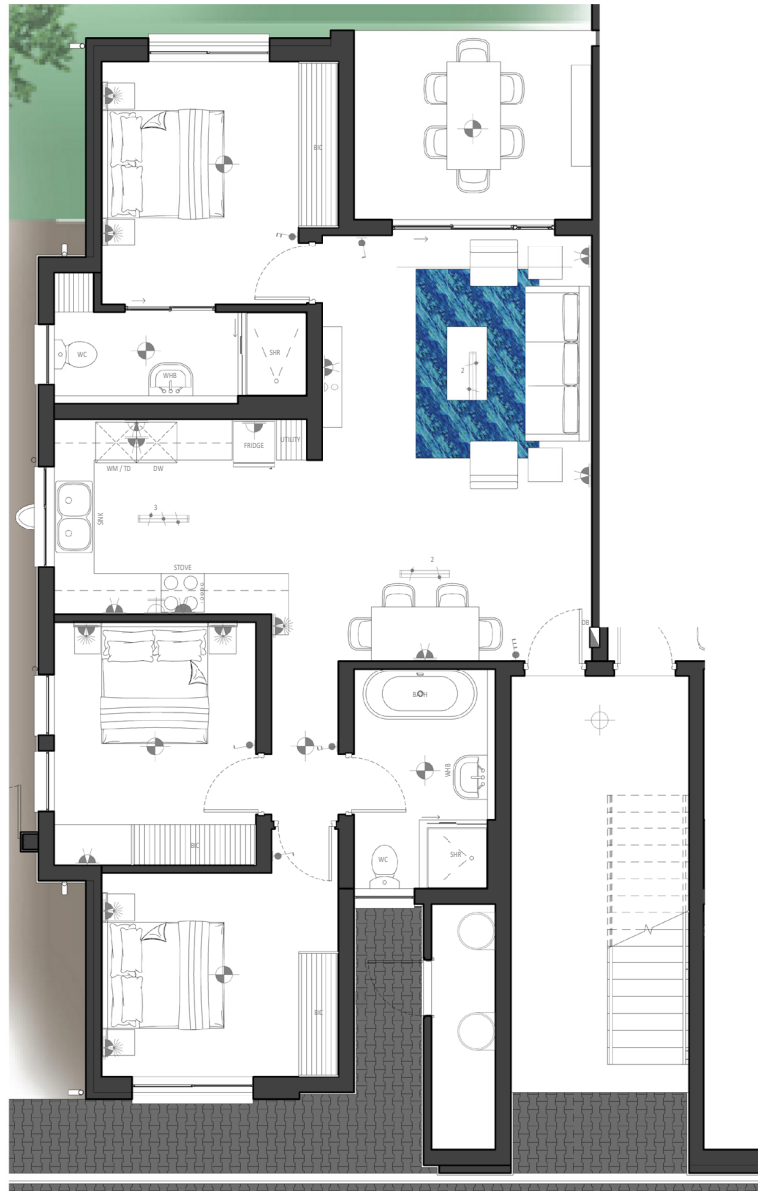 BIC
WC
WHB
SHR
2
FRIDGE
UTILITY
WM / TD
DW
SINK
3
STOVE
2
DB
BATH
WHB
BIC
WC
SHR
BIC